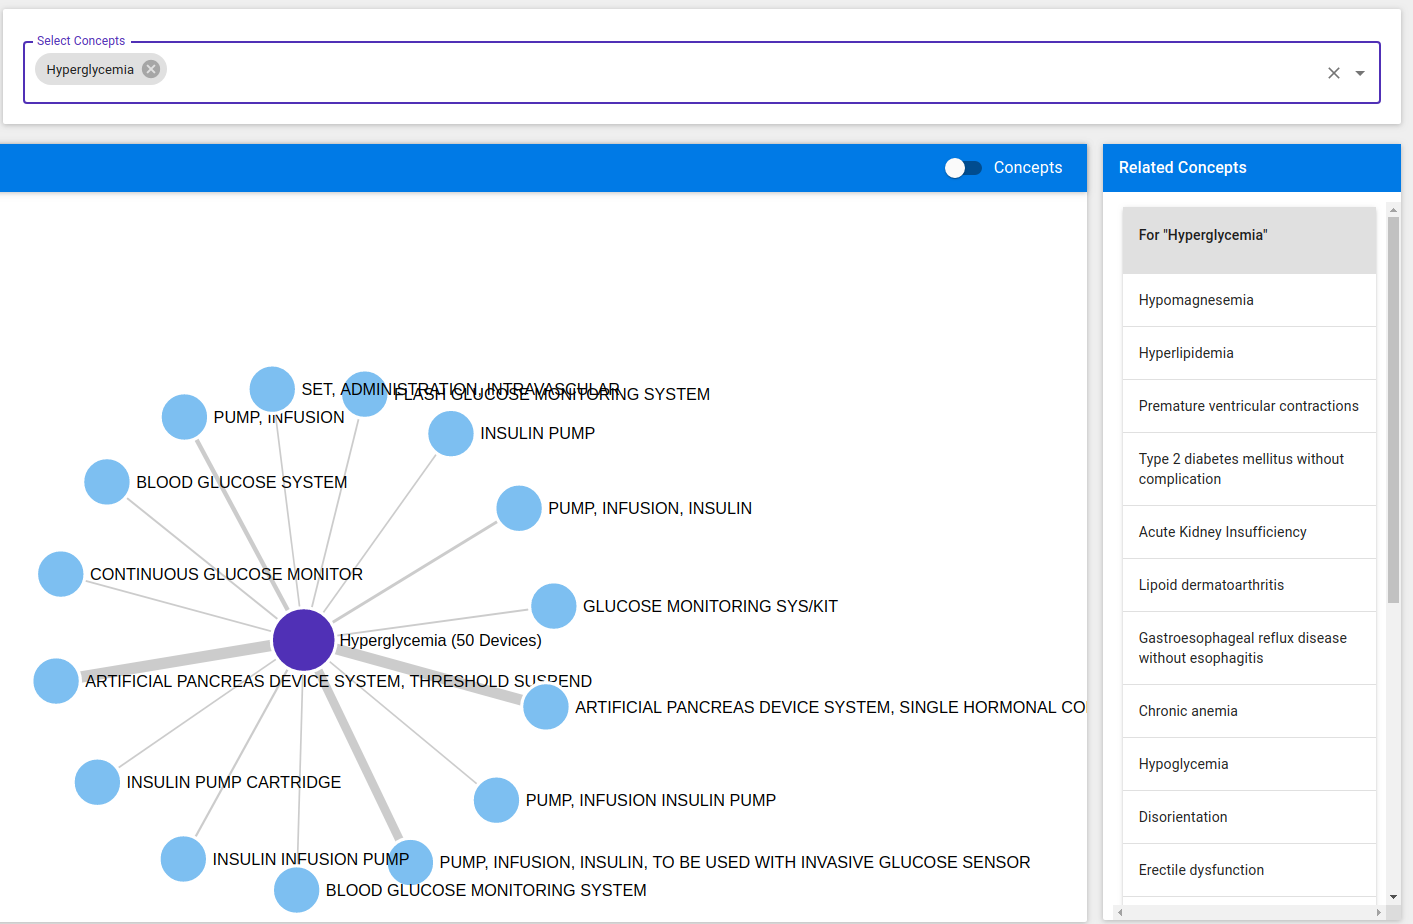 Select Concepts
Hyperglycemia
Concepts
SET, ADMINISTRATION, INTRAVASCULAR
FLASH GLUCOSE MONITORING SYSTEM
PUMP, INFUSION
INSULIN PUMP
BLOOD GLUCOSE SYSTEM
PUMP, INFUSION, INSULIN
CONTINUOUS GLUCOSE MONITOR
GLUCOSE MONITORING SYS/KIT
Hyperglycemia (50 Devices)
ARTIFICIAL PANCREAS DEVICE SYSTEM, THRESHOLD SUSPEND
ARTIFICIAL PANCREAS DEVICE SYSTEM, SINGLE HORMONAL CO
INSULIN PUMP CARTRIDGE
PUMP, INFUSION INSULIN PUMP
INSULIN INFUSION PUMP
PUMP, INFUSION, INSULIN, TO BE USED WITH INVASIVE GLUCOSE SENSOR
BLOOD GLUCOSE MONITORING SYSTEM
Related Concepts
For "Hyperglycemia"
Hypomagnesemia
Hyperlipidemia
Premature ventricular contractions
Type 2 diabetes mellitus without
complication
Acute Kidney Insufficiency
Lipoid dermatoarthritis
Gastroesophageal reflux disease
without esophagitis
Chronic anemia
Hypoglycemia
Disorientation
Erectile dysfunction